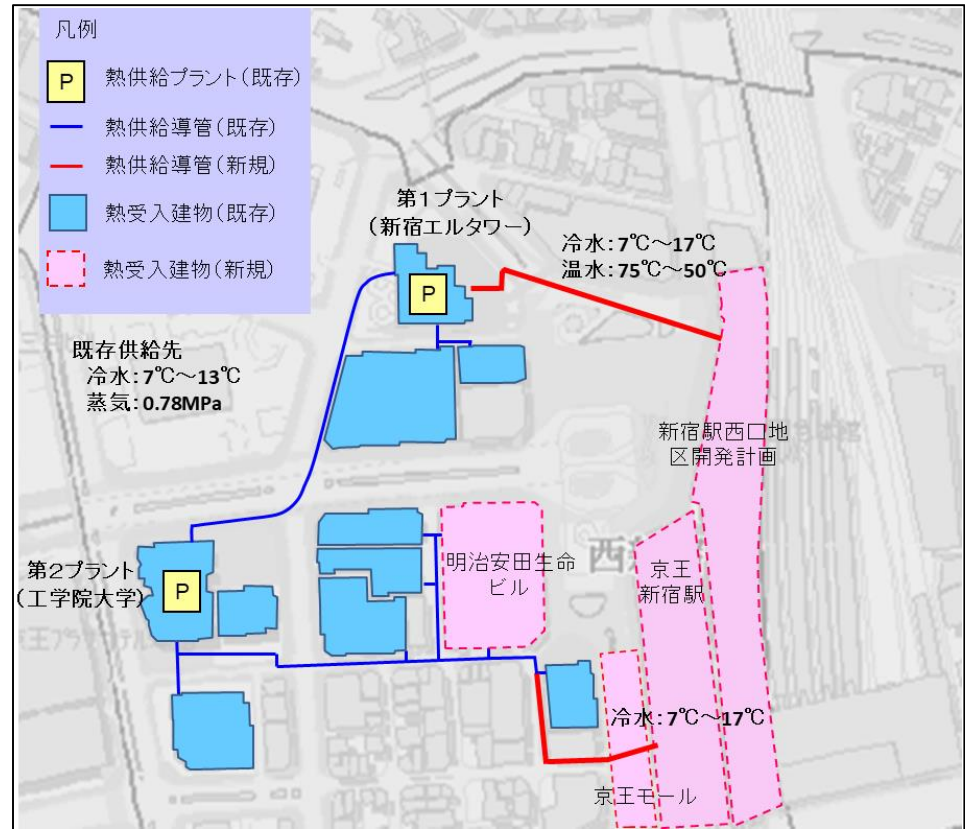 凡例
P
熱供給プラント(既存)
熱供給導管(既存)
熱供給導管(新規)
熱受入建物(既存)
熱受入建物(新規)
第1プラント
(新宿エルタワー)
P
冷水:7℃～17℃
温水:75℃～50℃
既存供給先
冷水:7℃～13℃
蒸気:0.78MPa
新宿駅西口地
区開発計画
第2プラント
(工学院大学)
P
明治安田生命
ビル
西
京王
新宿駅
冷水:7℃～17℃
京王モール